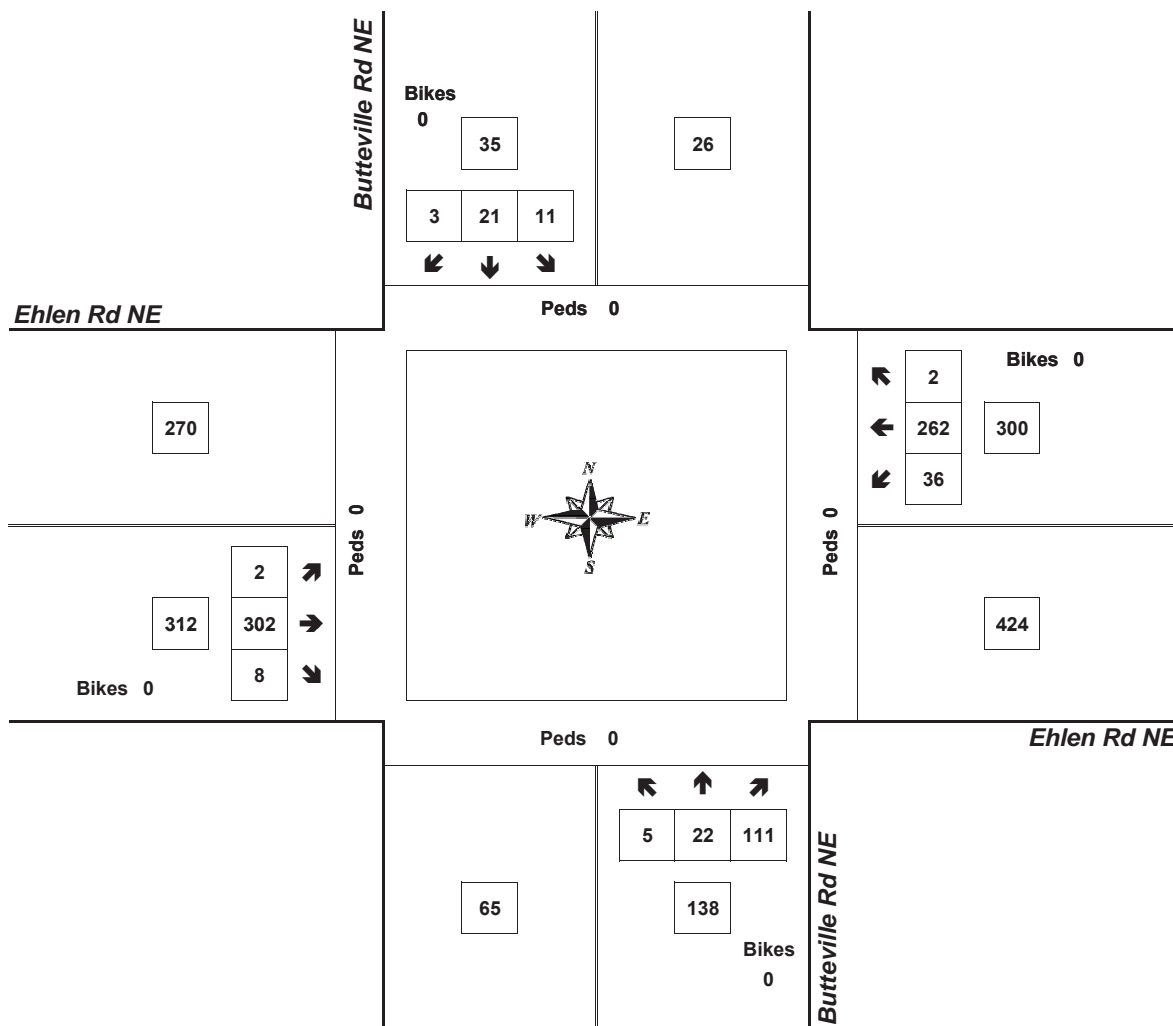 Butteville Rd NE
Bikes
0
35
26
3 21 11
Peds 0
Ehlen Rd NE
Bikes 0
2
262 300
36
270
N
W E
S
Peds 0
Peds 0
2
312 302
8
Bikes 0
424
Peds 0
Ehlen Rd NE
5 22 111
65
138
Bikes
0
Butteville Rd NE